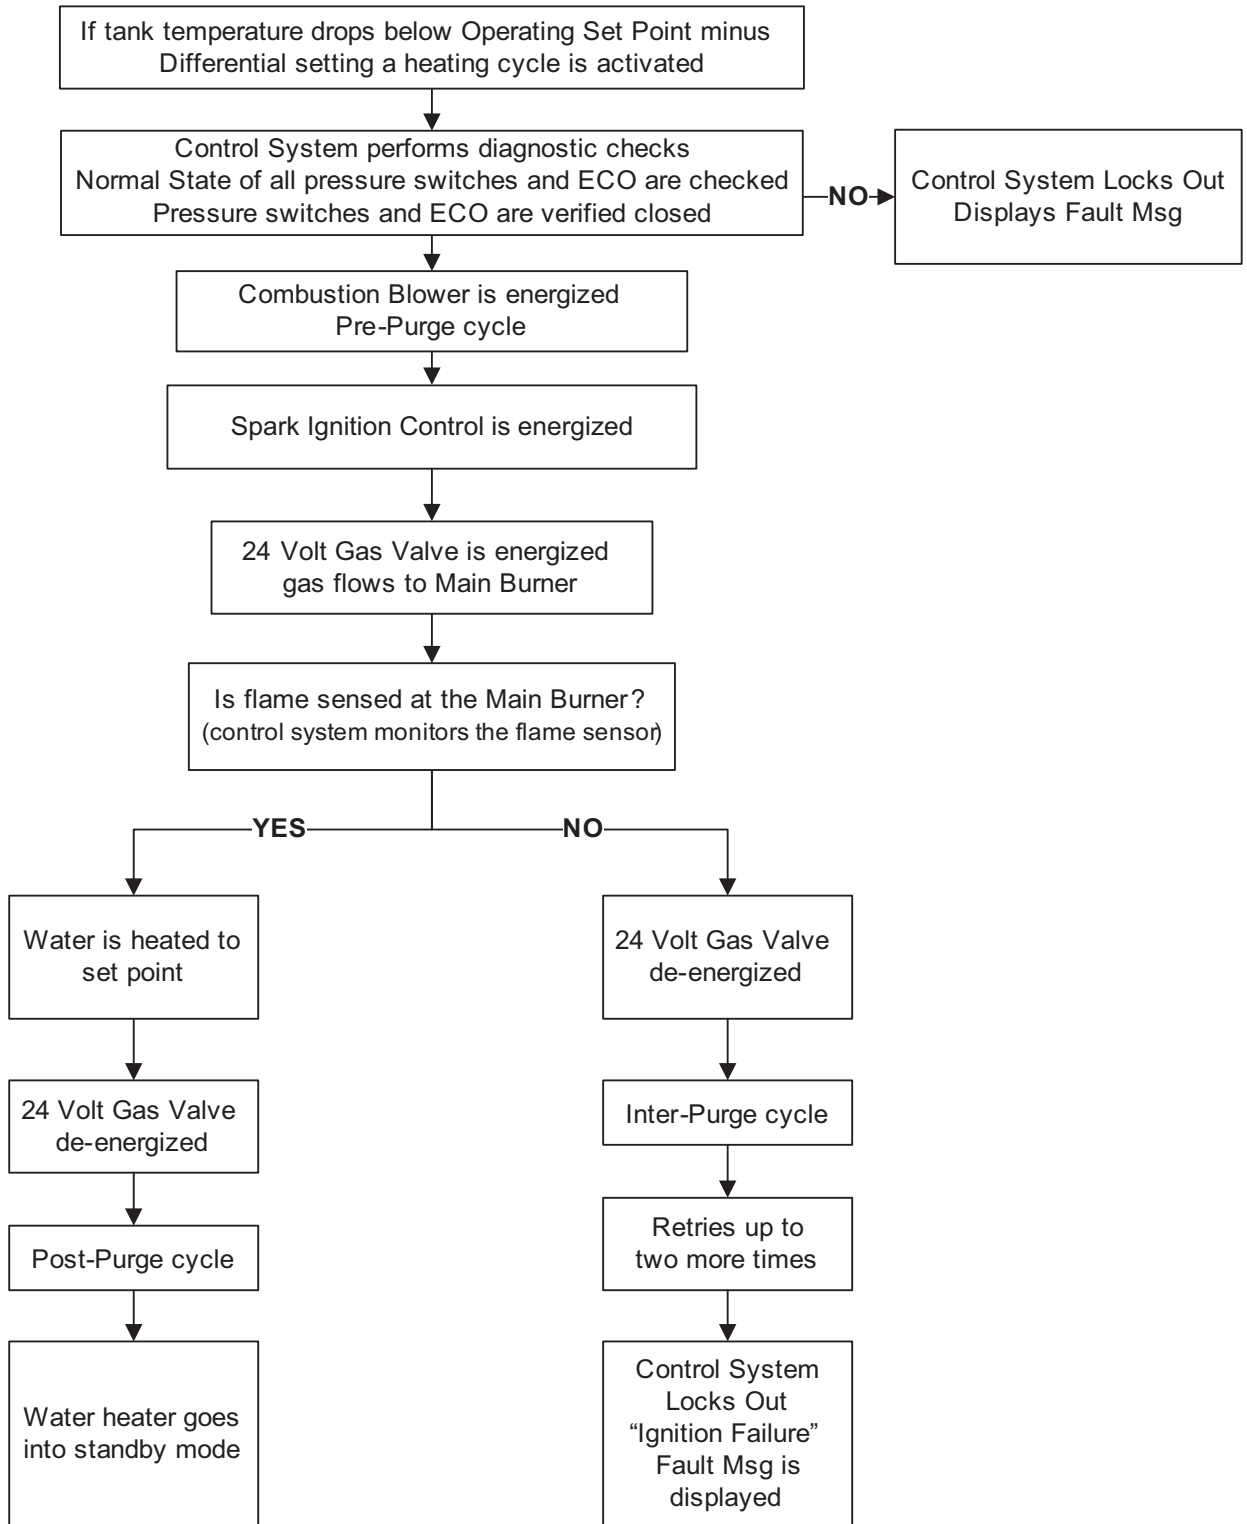 If tank temperature drops below Operating Set Point minus
Differential setting a heating cycle is activated
Control System performs diagnostic checks
Normal State of all pressure switches and ECO are checked
Pressure switches and ECO are verified closed
NO
Control System Locks Out
Displays Fault Msg
Combustion Blower is energized
Pre-Purge cycle
Spark Ignition Control is energized
24 Volt Gas Valve is energized
gas flows to Main Burner
Is flame sensed at the Main Burner?
(control system monitors the flame sensor)
YES
NO
Water is heated to
set point
24 Volt Gas Valve
de-energized
Post-Purge cycle
Water heater goes
into standby mode
24 Volt Gas Valve
de-energized
Inter-Purge cycle
Retries up to
two more times
Control System
Locks Out
“Ignition Failure”
Fault Msg is
displayed